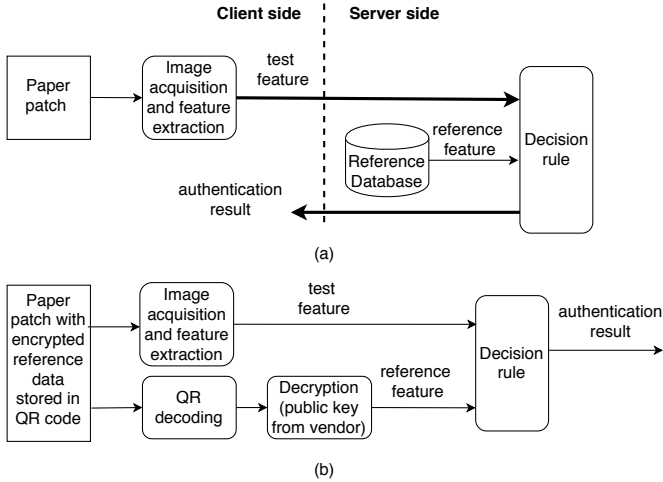 Client side
Server side
Paper
patch
Image
acquisition
and feature
extraction
test
feature
Reference
Database
reference
feature
Decision
rule
authentication
result
(a)
Paper
patch with
encrypted
reference
data
stored in
QR code
Image
acquisition
and feature
extraction
test
feature
QR
decoding
Decryption
(public key
from vendor)
reference
feature
Decision
rule
authentication
result
(b)